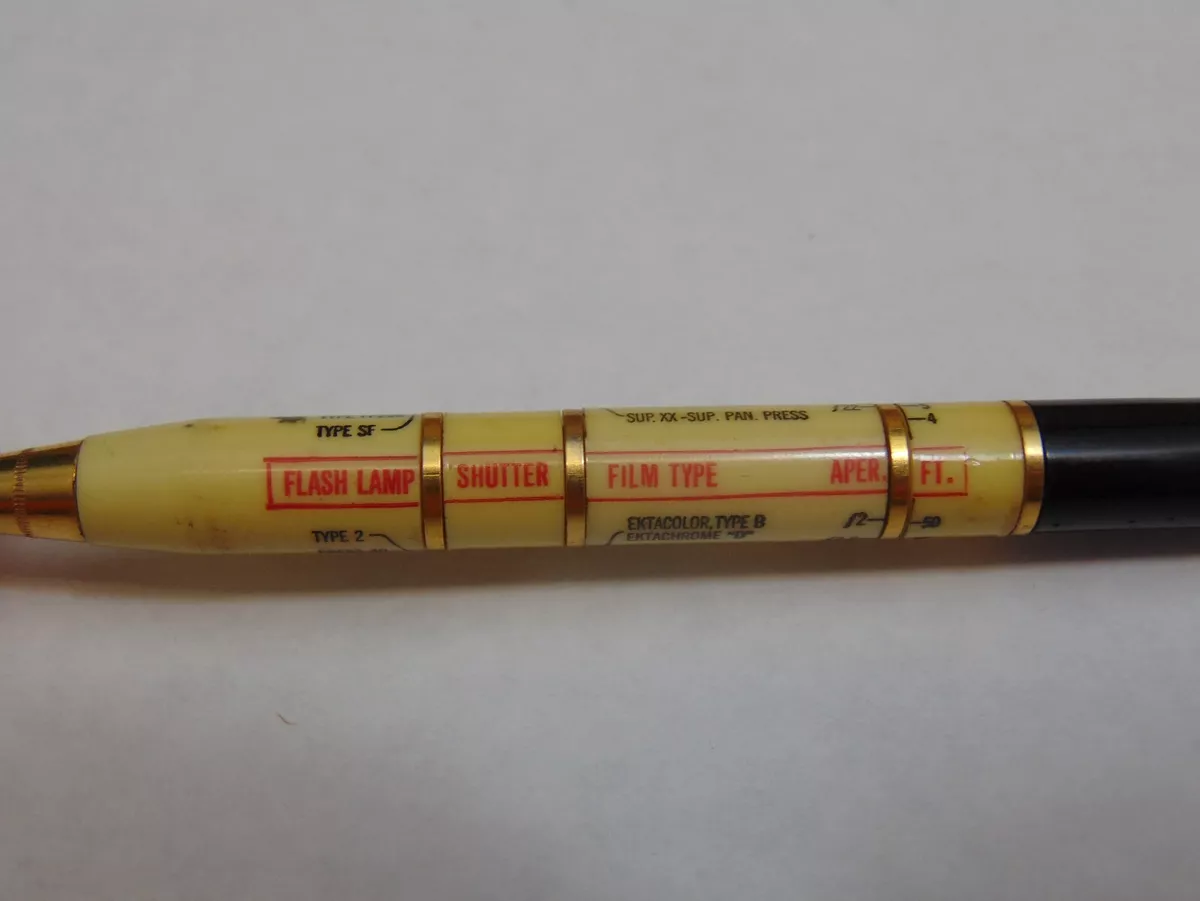 TYPE SF
SUP. XX-SUP. PAN. PRESS
4
FLASH LAMP SHUTTER FILM TYPE APER. FT.
TYPE 2
EKTACOLOR, TYPE B
f2
50
EKTACHROME "B"